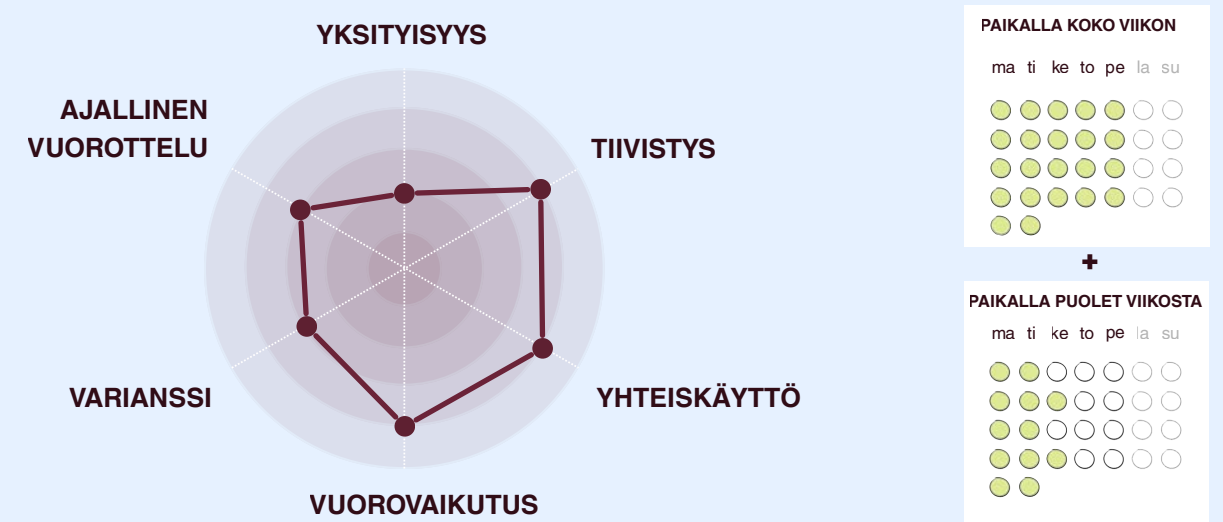 YKSITYISYYS
AJALLINEN
VUOROTTELU
TIIVISTYS
VARIANSSI
YHTEISKÄYTTÖ
VUOROVAIKUTUS
PAIKALLA KOKO VIIKON
ma ti ke to pe la su
+
PAIKALLA PUOLET VIIKOSTA
ma ti ke to pe la su